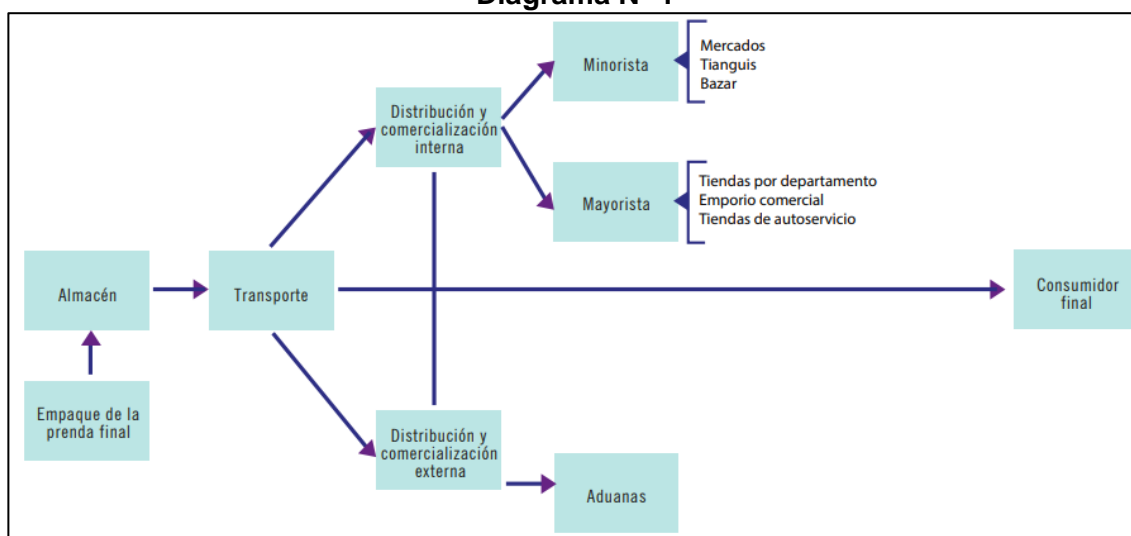 Diagrama N°
Minorista
Mercados
Tianguis
Bazar
Distribución y
comercialización
interna
Mayorista
Tiendas por departamento
Emporio comercial
Tiendas de autoservicio
Almacén
Transporte
Consumidor
final
Empaque de la
prenda final
Distribución y
comercialización
externa
Aduanas